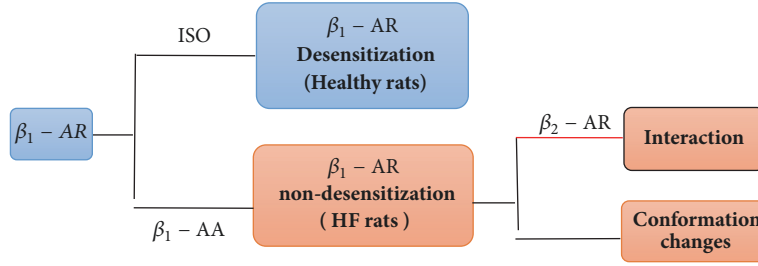 β₁ – AR
ISO
β₁ – AR
Desensitization
(Healthy rats)
β₁ – AA
β₁ – AR
non-desensitization
( HF rats )
β₂ – AR
Interaction
Conformation
changes